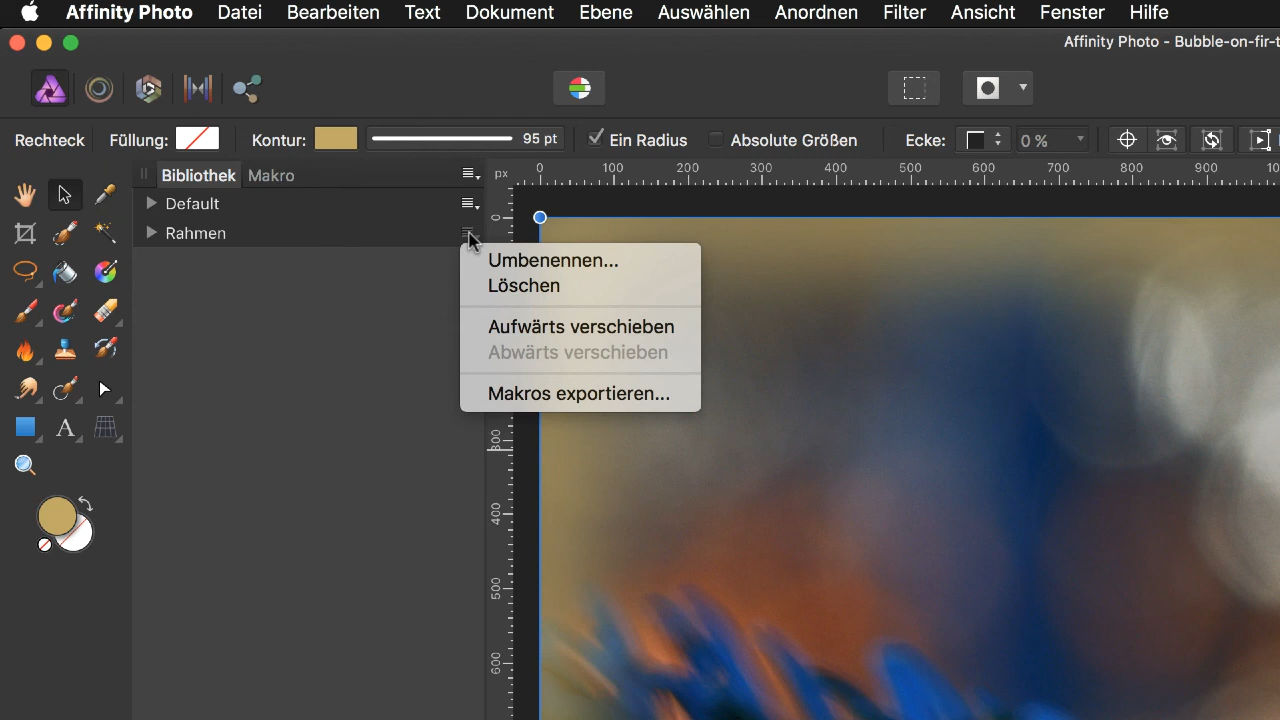 Affinity Photo Datei Bearbeiten Text Dokument Ebene Auswählen Anordnen Filter Ansicht Fenster Hilfe
Affinity Photo - Bubble-on-fir-t
Rechteck Füllung: Kontur: 95 pt Ein Radius Absolute Größen Ecke: 0 %
Bibliothek Makro
px 0 100 200 300 400 500 600 700 800 900
Default
Rahmen
Umbenennen...
Löschen
Aufwärts verschieben
Abwärts verschieben
Makros exportieren...
0
400
500
600
A